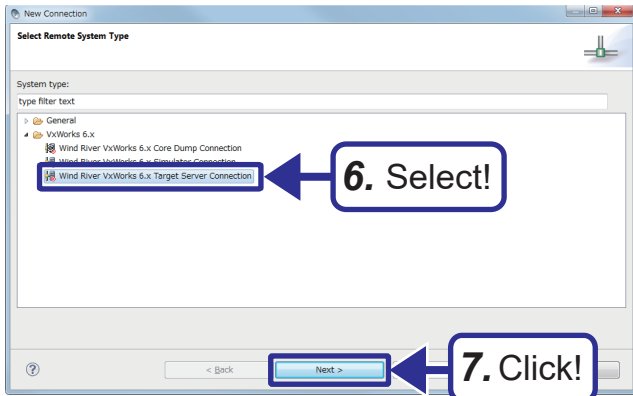 New Connection
Select Remote System Type
System type:
type filter text
General
VxWorks 6.x
Wind River VxWorks 6.x Core Dump Connection
Wind River VxWorks 6.x Simulator Connection
Wind River VxWorks 6.x Target Server Connection
6. Select!
< Back
Next >
7. Click!